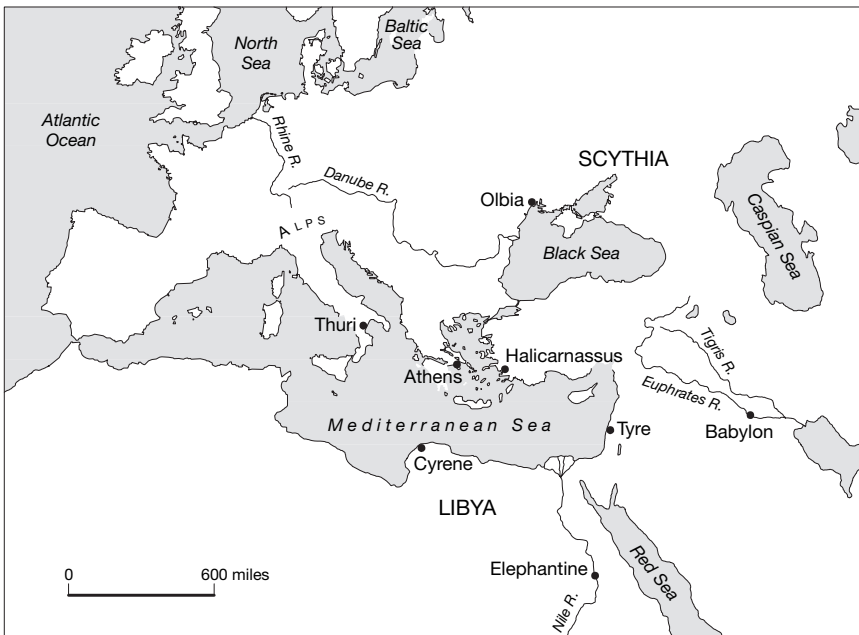 North
Sea
Baltic
Sea
Atlantic
Ocean
Rhine R.
SCYTHIA
Danube R.
Olbia
Caspian Sea
ALPS
Black Sea
Thuri
Tigris R.
Halicarnassus
Athens
Euphrates R.
Mediterranean Sea
Tyre
Babylon
Cyrene
LIBYA
0
600 miles
Elephantine
Red Sea
Nile R.